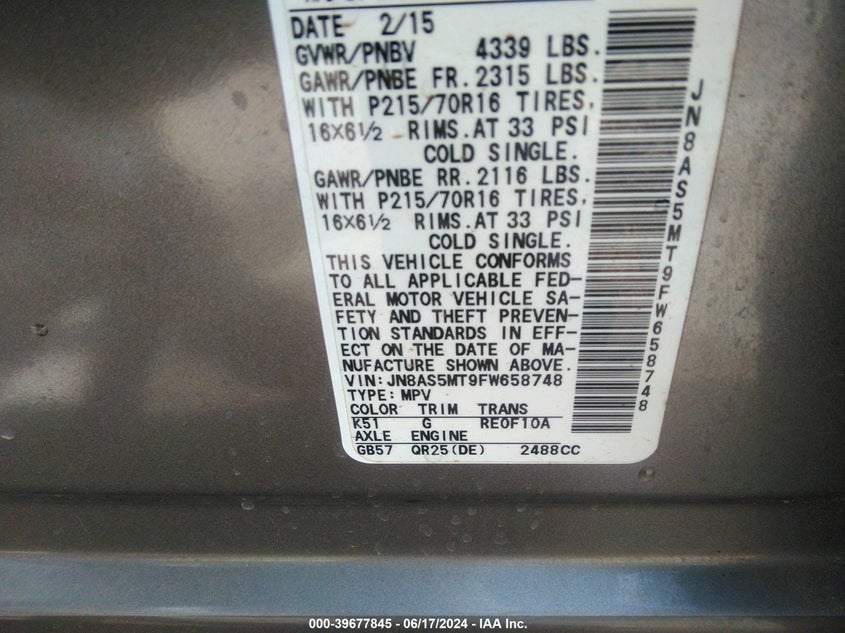 DATE 2/15
GVWR/PNBV 4339 LBS.
GAWR/PNBE FR. 2315 LBS.
WITH P215/70R16 TIRES,
16X6½ RIMS. AT 33 PSI
COLD SINGLE.
GAWR/PNBE RR. 2116 LBS.
WITH P215/70R16 TIRES,
16X6½ RIMS. AT 33 PSI
COLD SINGLE.
THIS VEHICLE CONFORMS
TO ALL APPLICABLE FED-
ERAL MOTOR VEHICLE SA-
FETY AND THEFT PREVEN-
TION STANDARDS IN EFF-
ECT ON THE DATE OF MA-
NUFACTURE SHOWN ABOVE.
VIN: JN8AS5MT9FW658748
TYPE: MPV
COLOR TRIM TRANS
K51 G RE0F10A
AXLE ENGINE
GB57 QR25(DE) 2488CC
JN8AS5MT9FW658748
000-39677845 - 06/17/2024 - IAA Inc.